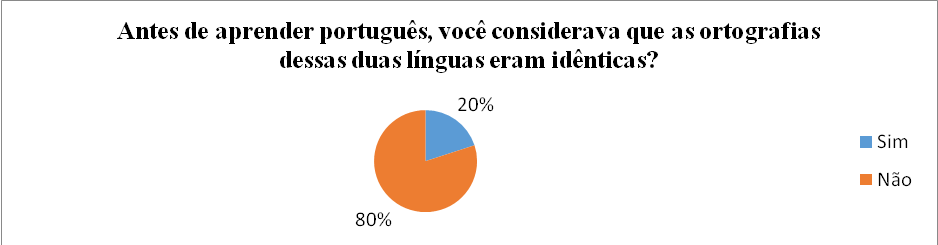 Antes de aprender português, você considerava que as ortografias
dessas duas línguas eram idênticas?
20%
Sim
Não
80%